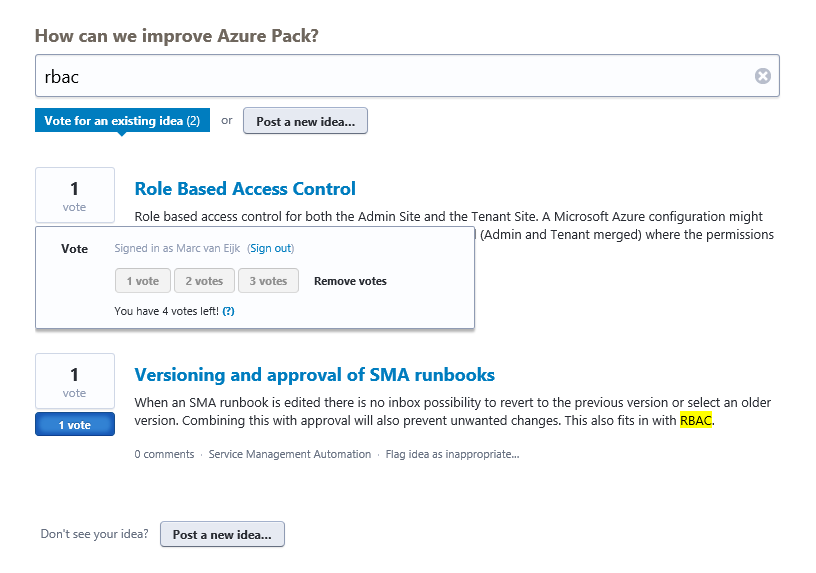 How can we improve Azure Pack?
rbac
Vote for an existing idea (2) or Post a new idea...
1
vote
Role Based Access Control
Role based access control for both the Admin Site and the Tenant Site. A Microsoft Azure configuration might
(Admin and Tenant merged) where the permissions
Vote Signed in as Marc van Eijk (Sign out)
1 vote 2 votes 3 votes Remove votes
You have 4 votes left! (?)
1
vote
1 vote
Versioning and approval of SMA runbooks
When an SMA runbook is edited there is no inbox possibility to revert to the previous version or select an older
version. Combining this with approval will also prevent unwanted changes. This also fits in with RBAC.
0 comments · Service Management Automation · Flag idea as inappropriate...
Don't see your idea? Post a new idea...